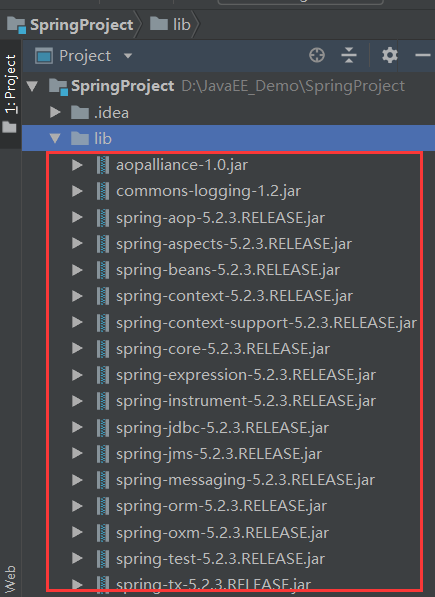 SpringProject lib
Project
SpringProject D:\JavaEE_Demo\SpringProject
.idea
lib
aopalliance-1.0.jar
commons-logging-1.2.jar
spring-aop-5.2.3.RELEASE.jar
spring-aspects-5.2.3.RELEASE.jar
spring-beans-5.2.3.RELEASE.jar
spring-context-5.2.3.RELEASE.jar
spring-context-support-5.2.3.RELEASE.jar
spring-core-5.2.3.RELEASE.jar
spring-expression-5.2.3.RELEASE.jar
spring-instrument-5.2.3.RELEASE.jar
spring-jdbc-5.2.3.RELEASE.jar
spring-jms-5.2.3.RELEASE.jar
spring-messaging-5.2.3.RELEASE.jar
spring-orm-5.2.3.RELEASE.jar
spring-oxm-5.2.3.RELEASE.jar
spring-test-5.2.3.RELEASE.jar
spring-tx-5.2.3.RELEASE.jar
1: Project
Web